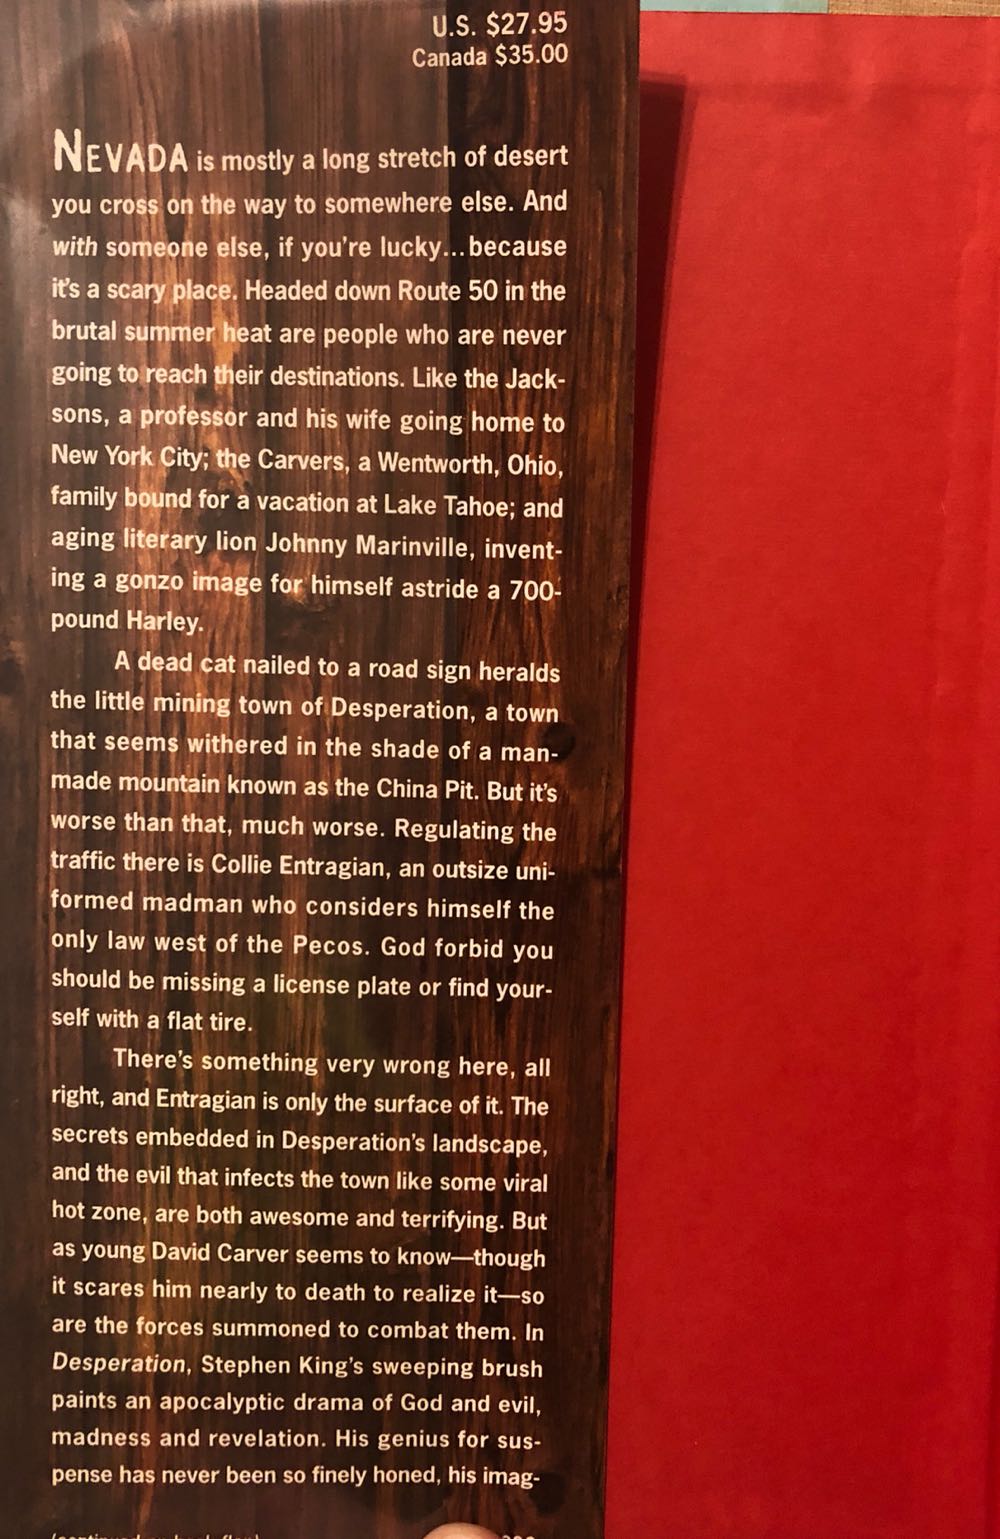 U.S. $27.95
Canada $35.00
NEVADA is mostly a long stretch of desert
you cross on the way to somewhere else. And
with someone else, if you're lucky...because
it's a scary place. Headed down Route 50 in the
brutal summer heat are people who are never
going to reach their destinations. Like the Jack-
sons, a professor and his wife going home to
New York City; the Carvers, a Wentworth, Ohio,
family bound for a vacation at Lake Tahoe; and
aging literary lion Johnny Marinville, invent-
ing a gonzo image for himself astride a 700-
pound Harley.
A dead cat nailed to a road sign heralds
the little mining town of Desperation, a town
that seems withered in the shade of a man-
made mountain known as the China Pit. But it's
worse than that, much worse. Regulating the
traffic there is Collie Entragian, an outsize uni-
formed madman who considers himself the
only law west of the Pecos. God forbid you
should be missing a license plate or find your-
self with a flat tire.
There's something very wrong here, all
right, and Entragian is only the surface of it. The
secrets embedded in Desperation's landscape,
and the evil that infects the town like some viral
hot zone, are both awesome and terrifying. But
as young David Carver seems to know—though
it scares him nearly to death to realize it—so
are the forces summoned to combat them. In
Desperation, Stephen King's sweeping brush
paints an apocalyptic drama of God and evil,
madness and revelation. His genius for sus-
pense has never been so finely honed, his imag-
(continued on back flap)